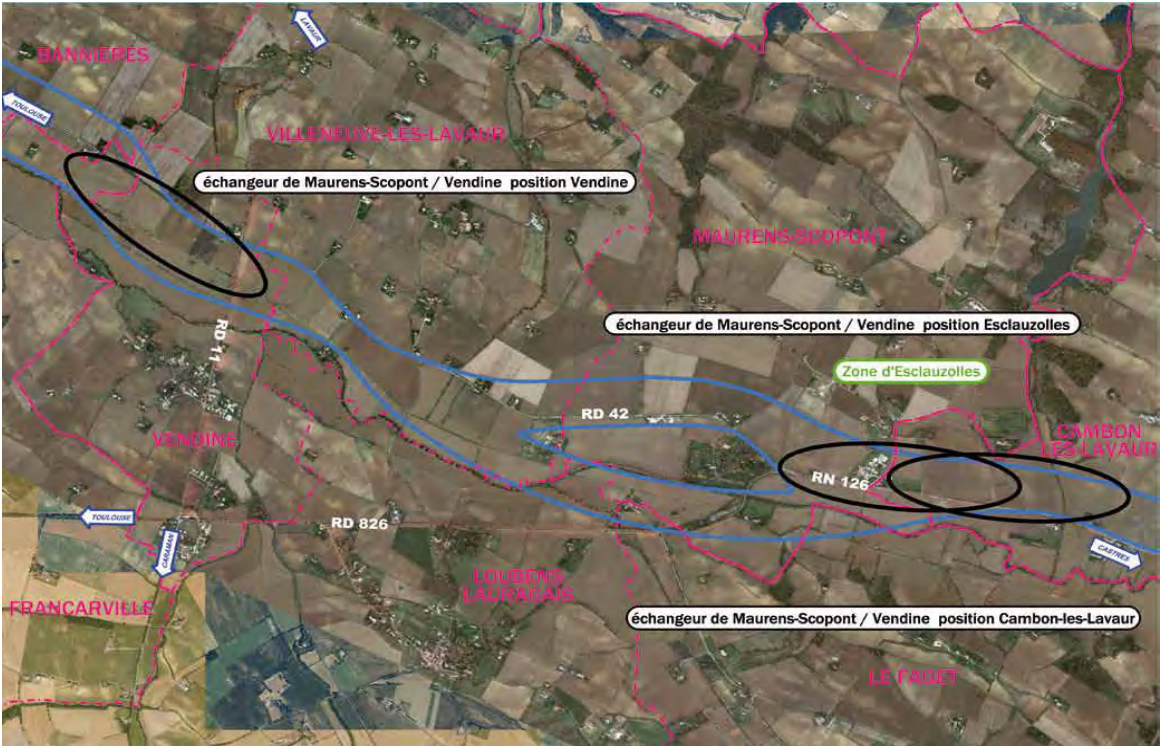 BANNIERES
LAVAUR
TOULOUSE
VILLENEUVE-LES-LAVAUR
échangeur de Maurens-Scopont / Vendine position Vendine
MAURENS-SCOPONT
échangeur de Maurens-Scopont / Vendine position Esclauzolles
RD 11
Zone d'Esclauzolles
RD 42
VENDINE
CAMBON
LES-LAVAUR
RN 126
TOULOUSE
RD 826
CARAMAN
CASTRES
LOUBENS
LAURAGAIS
FRANCARVILLE
échangeur de Maurens-Scopont / Vendine position Cambon-les-Lavaur
LE FAGET